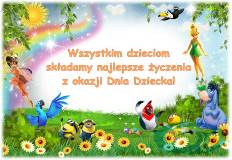 Wszystkim dzieciom
składamy najlepsze życzenia
z okazji Dnia Dziecka!